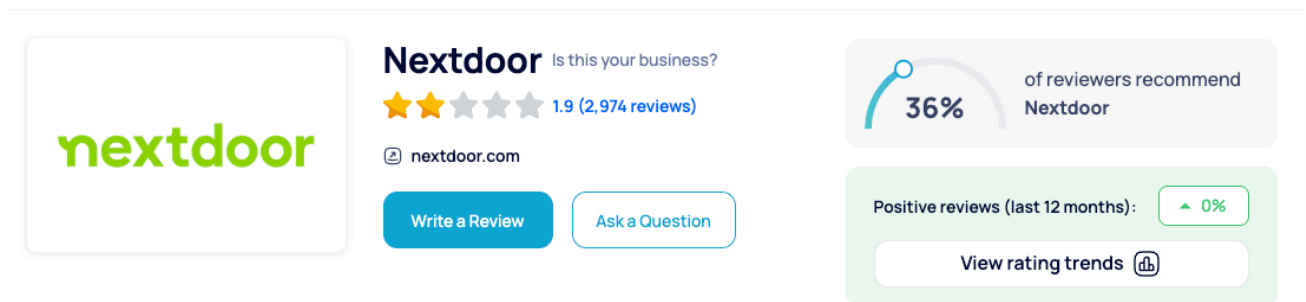 nextdoor
Nextdoor Is this your business?
1.9 (2,974 reviews)
nextdoor.com
Write a Review
Ask a Question
36%
of reviewers recommend
Nextdoor
Positive reviews (last 12 months):
0%
View rating trends